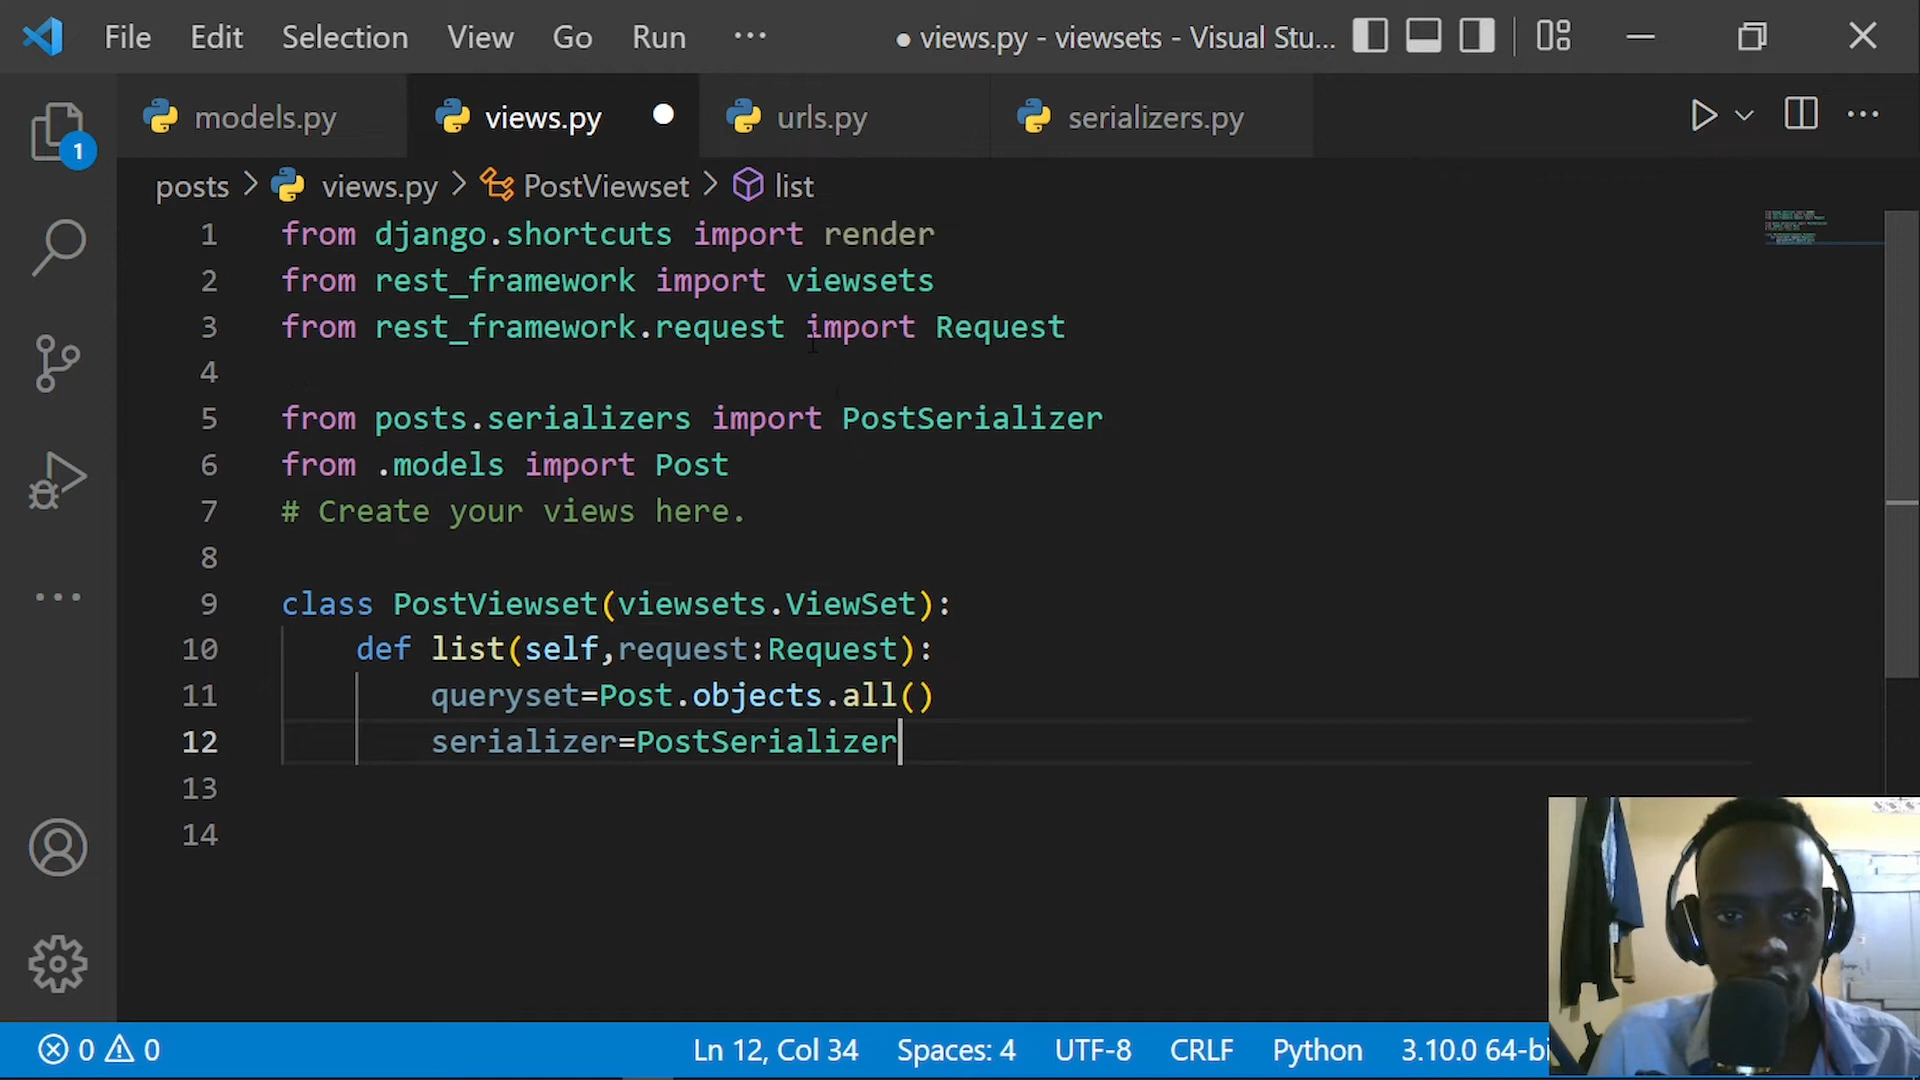 File Edit Selection View Go Run ··· ● views.py - viewsets - Visual Stu...
models.py views.py urls.py serializers.py
posts > views.py > PostViewset > list
1 from django.shortcuts import render
2 from rest_framework import viewsets
3 from rest_framework.request import Request
4
5 from posts.serializers import PostSerializer
6 from .models import Post
7 # Create your views here.
8
9 class PostViewset(viewsets.ViewSet):
10 def list(self,request:Request):
11 queryset=Post.objects.all()
12 serializer=PostSerializer
13
14
1
0 0 Ln 12, Col 34 Spaces: 4 UTF-8 CRLF Python 3.10.0 64-bi